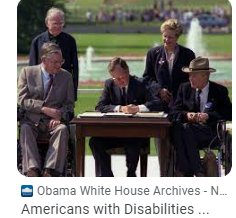 Obama White House Archives - N...
Americans with Disabilities ...